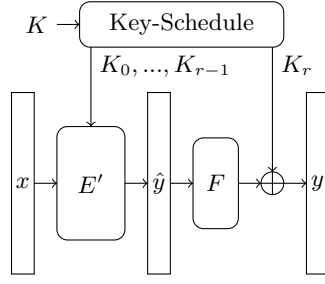 K Key-Schedule
K_0, ..., K_{r-1} K_r
x E′ ŷ F y